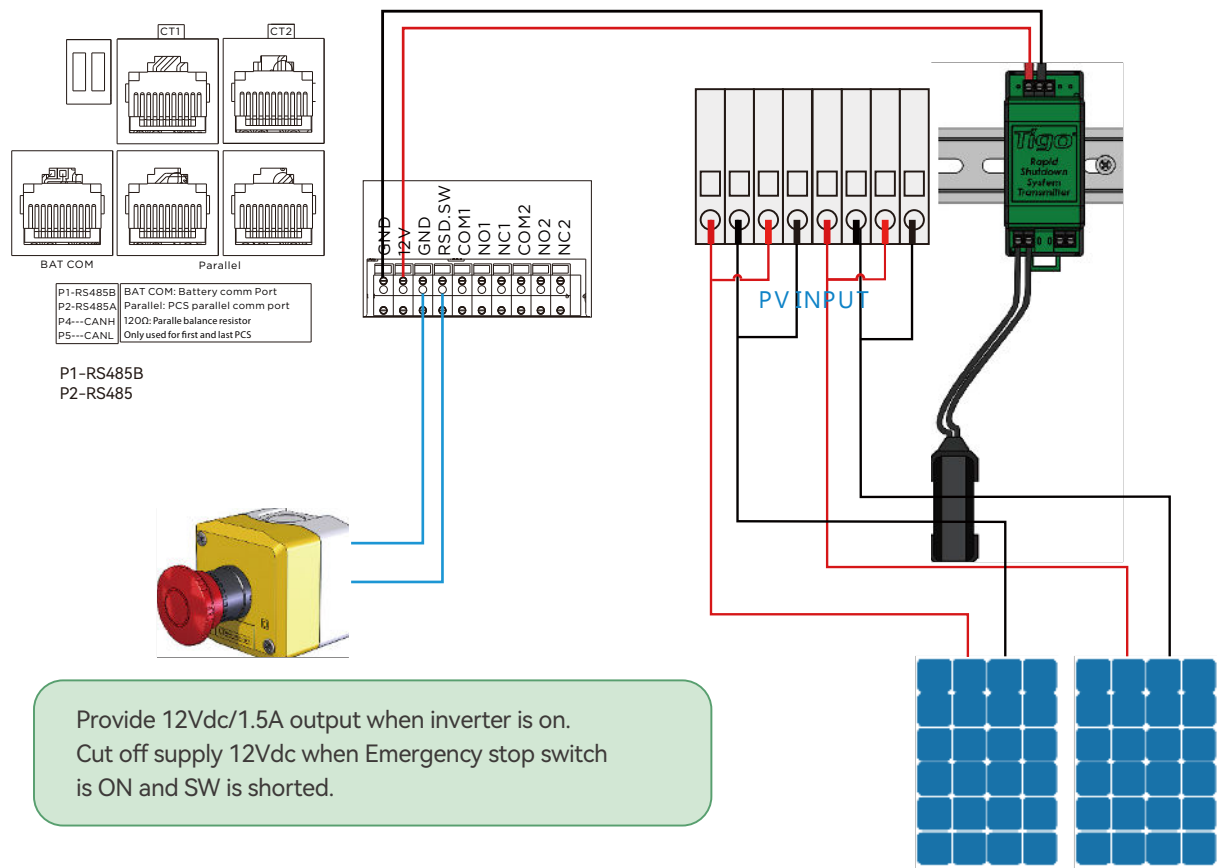 CT1
CT2
BAT COM
Parallel
P1-RS485B
P2-RS485A
P4---CANH
P5---CANL
BAT COM: Battery comm Port
Parallel: PCS parallel comm port
120Ω: Paralle balance resistor
Only used for first and last PCS
P1-RS485B
P2-RS485
GND
12V
GND
RSD.SW
COM1
NO1
NC1
COM2
NO2
NC2
PV INPUT
Tigo
Rapid
Shutdown
System
Transmitter
Provide 12Vdc/1.5A output when inverter is on.
Cut off supply 12Vdc when Emergency stop switch
is ON and SW is shorted.